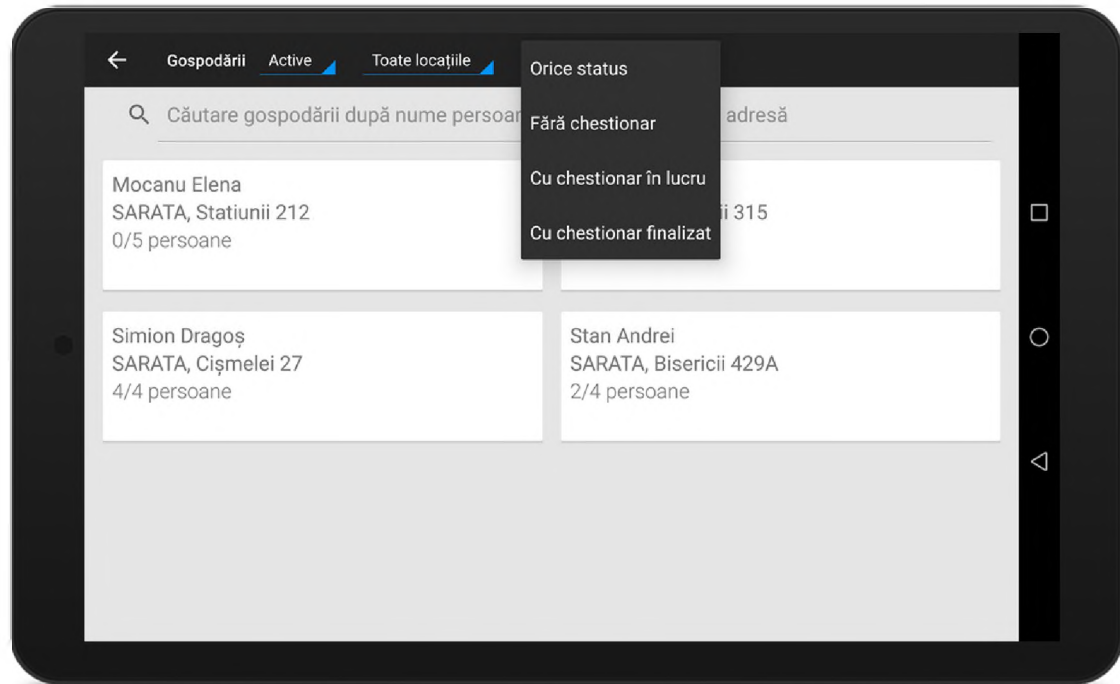 Gospodării Active Toate locațiile
Orice status
Fără chestionar
Cu chestionar în lucru
Cu chestionar finalizat
Căutare gospodării după nume adresă
Mocanu Elena
SARATA, Statiunii 212
0/5 persoane
315
Simion Dragoș
SARATA, Cișmelei 27
4/4 persoane
Stan Andrei
SARATA, Bisericii 429A
2/4 persoane